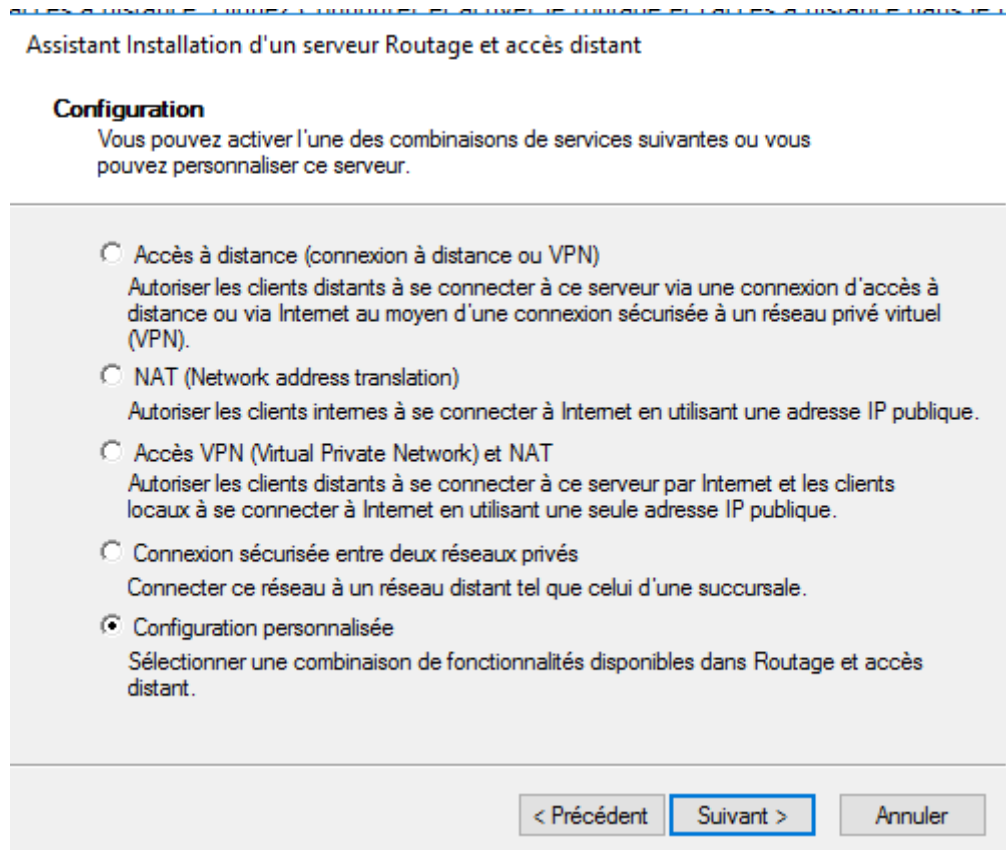 Assistant Installation d'un serveur Routage et accès distant
Configuration
Vous pouvez activer l'une des combinaisons de services suivantes ou vous
pouvez personnaliser ce serveur.
Accès à distance (connexion à distance ou VPN)
Autoriser les clients distants à se connecter à ce serveur via une connexion d'accès à
distance ou via Internet au moyen d'une connexion sécurisée à un réseau privé virtuel
(VPN).
NAT (Network address translation)
Autoriser les clients internes à se connecter à Internet en utilisant une adresse IP publique.
Accès VPN (Virtual Private Network) et NAT
Autoriser les clients distants à se connecter à ce serveur par Internet et les clients
locaux à se connecter à Internet en utilisant une seule adresse IP publique.
Connexion sécurisée entre deux réseaux privés
Connecter ce réseau à un réseau distant tel que celui d'une succursale.
Configuration personnalisée
Sélectionner une combinaison de fonctionnalités disponibles dans Routage et accès
distant.
< Précédent Suivant > Annuler